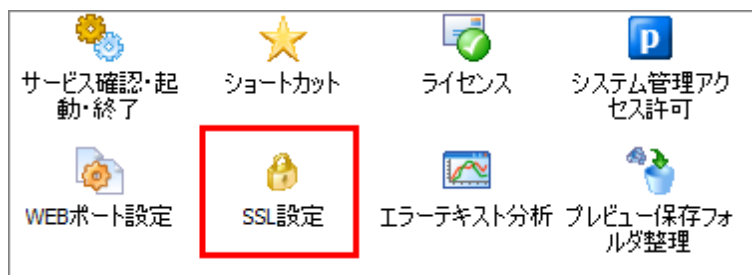 サービス確認・起動・終了
ショートカット
ライセンス
p
システム管理アクセス許可
WEBポート設定
SSL設定
エラーテキスト分析
プレビュー保存フォルダ整理